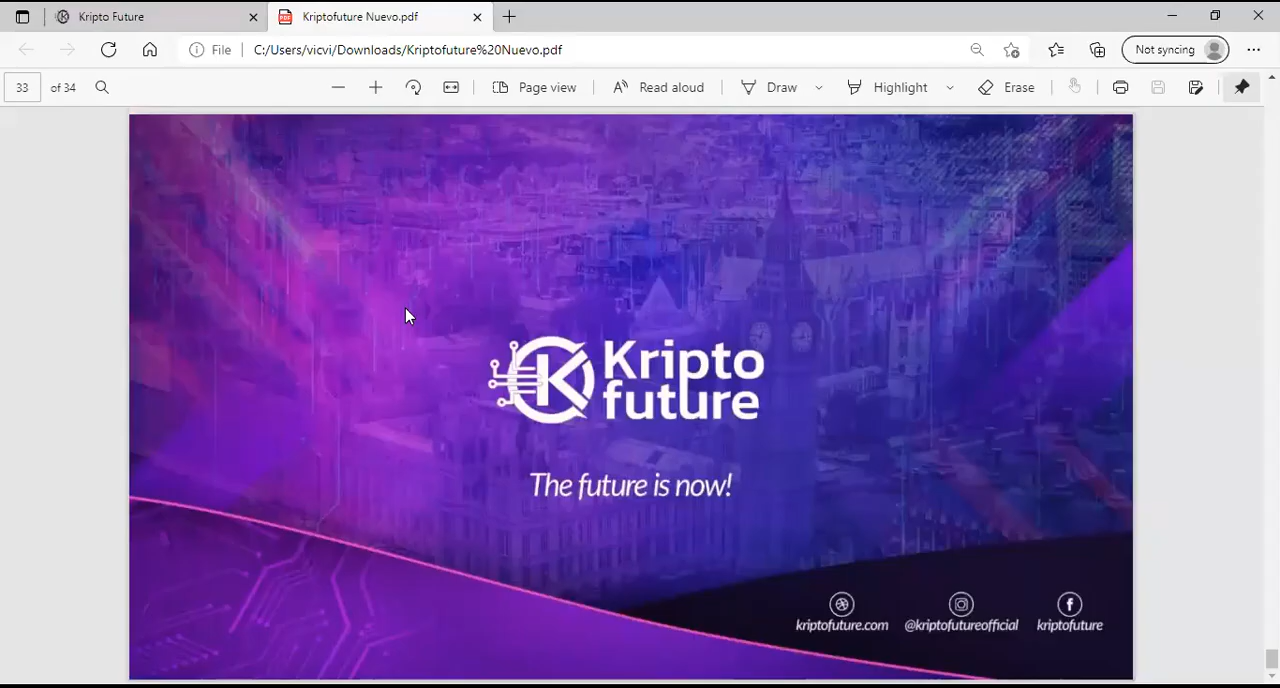 Kripto Future
Kriptofuture Nuevo.pdf
File
C:/Users/vicvi/Downloads/Kriptofuture%20Nuevo.pdf
Not syncing
33 of 34
Page view
Read aloud
Draw
Highlight
Erase
Kripto
future
The future is now!
kriptofuture.com
@kriptofutureofficial
kriptofuture